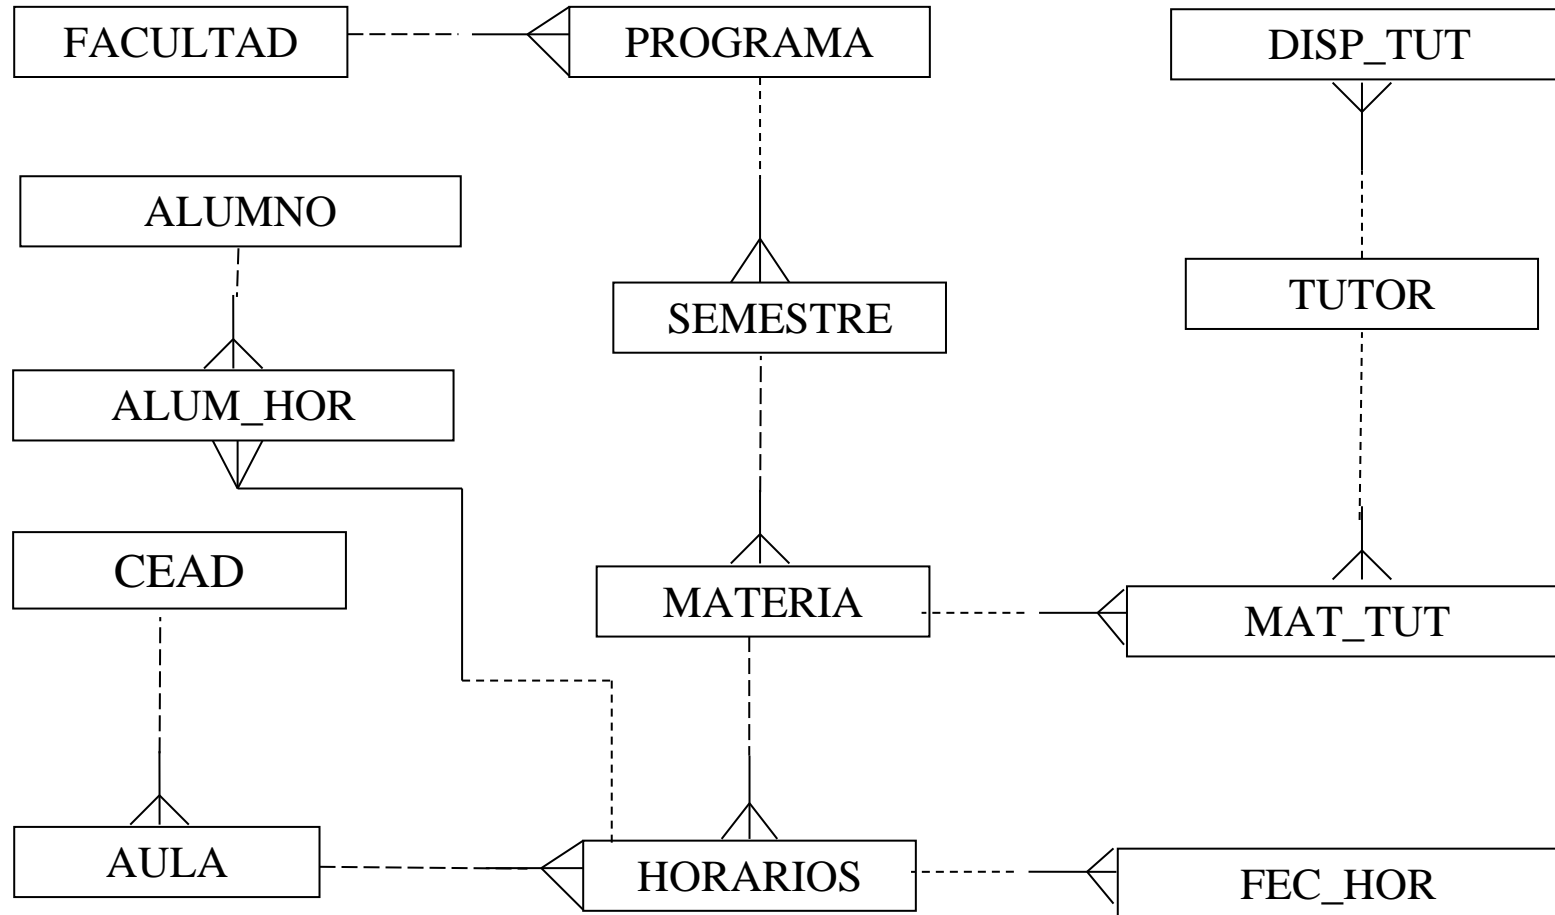 FACULTAD
PROGRAMA
DISP_TUT
ALUMNO
SEMESTRE
TUTOR
ALUM_HOR
CEAD
MATERIA
MAT_TUT
AULA
HORARIOS
FEC_HOR